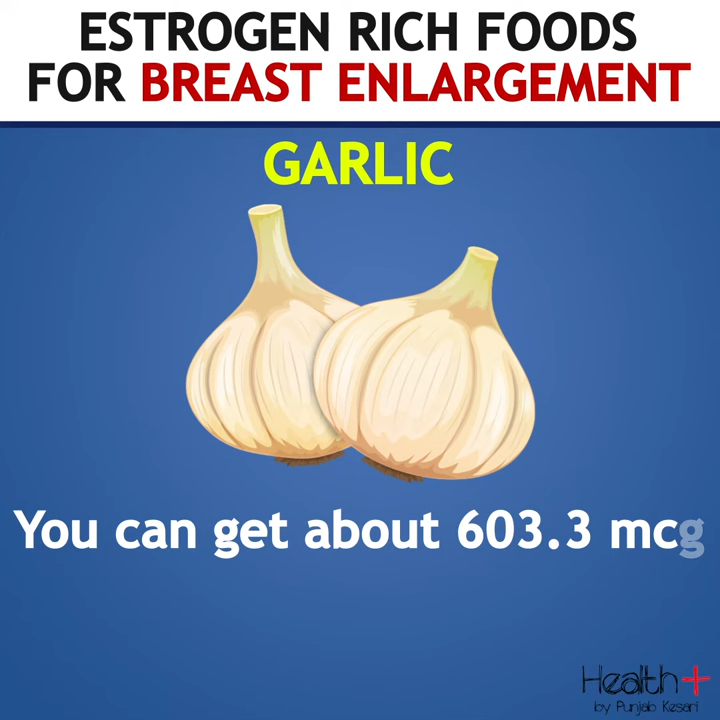 ESTROGEN RICH FOODS
FOR BREAST ENLARGEMENT
GARLIC
You can get about 603.3 mcg
Health+
by Punjab Kesari